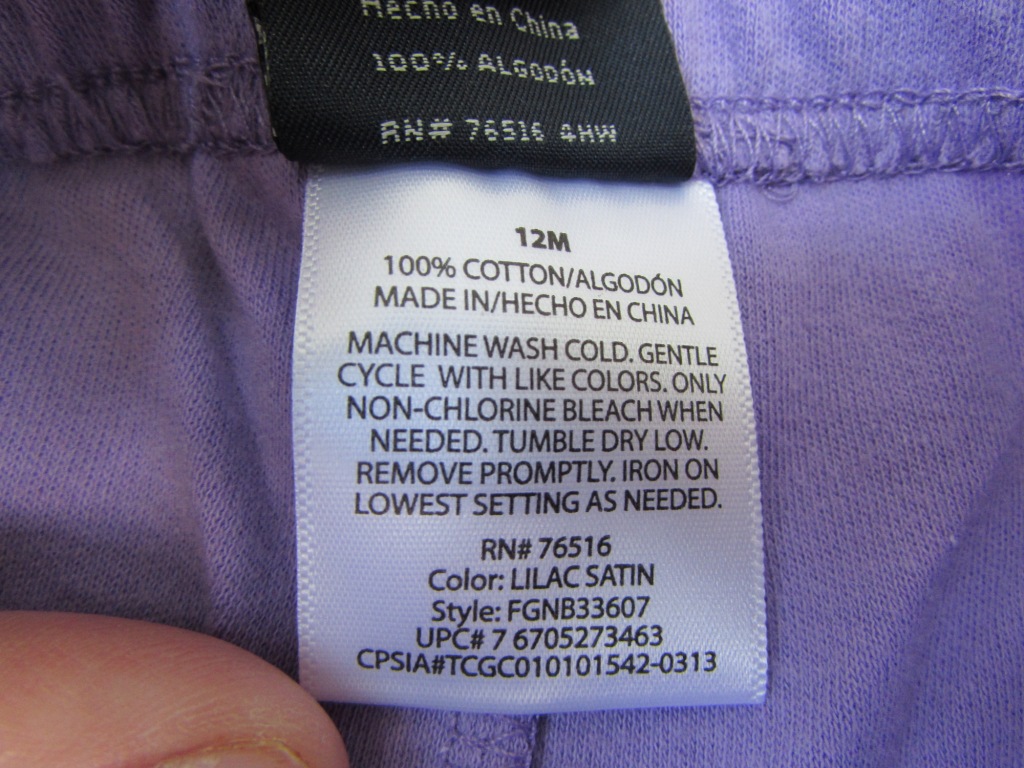 Hecho en China
100% ALGODÓN
RN# 76516 4HW
12M
100% COTTON/ALGODÓN
MADE IN/HECHO EN CHINA
MACHINE WASH COLD. GENTLE
CYCLE WITH LIKE COLORS. ONLY
NON-CHLORINE BLEACH WHEN
NEEDED. TUMBLE DRY LOW.
REMOVE PROMPTLY. IRON ON
LOWEST SETTING AS NEEDED.
RN# 76516
Color: LILAC SATIN
Style: FGNB33607
UPC# 7 6705273463
CPSIA#TCGC010101542-0313